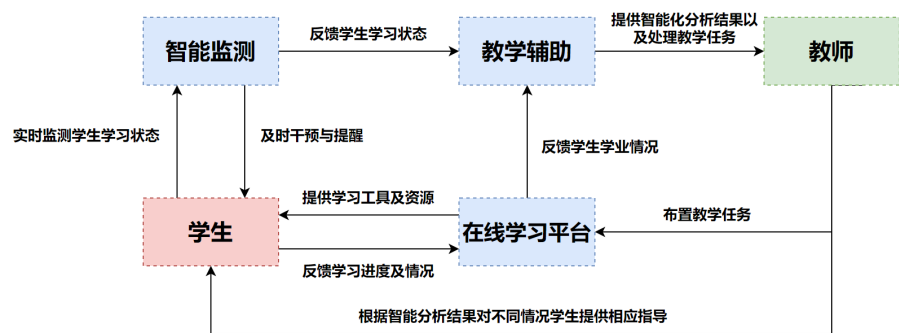 智能监测
反馈学生学习状态
教学辅助
提供智能化分析结果以
及处理教学任务
教师
实时监测学生学习状态
及时干预与提醒
反馈学生学业情况
学生
提供学习工具及资源
反馈学习进度及情况
在线学习平台
布置教学任务
根据智能分析结果对不同情况学生提供相应指导